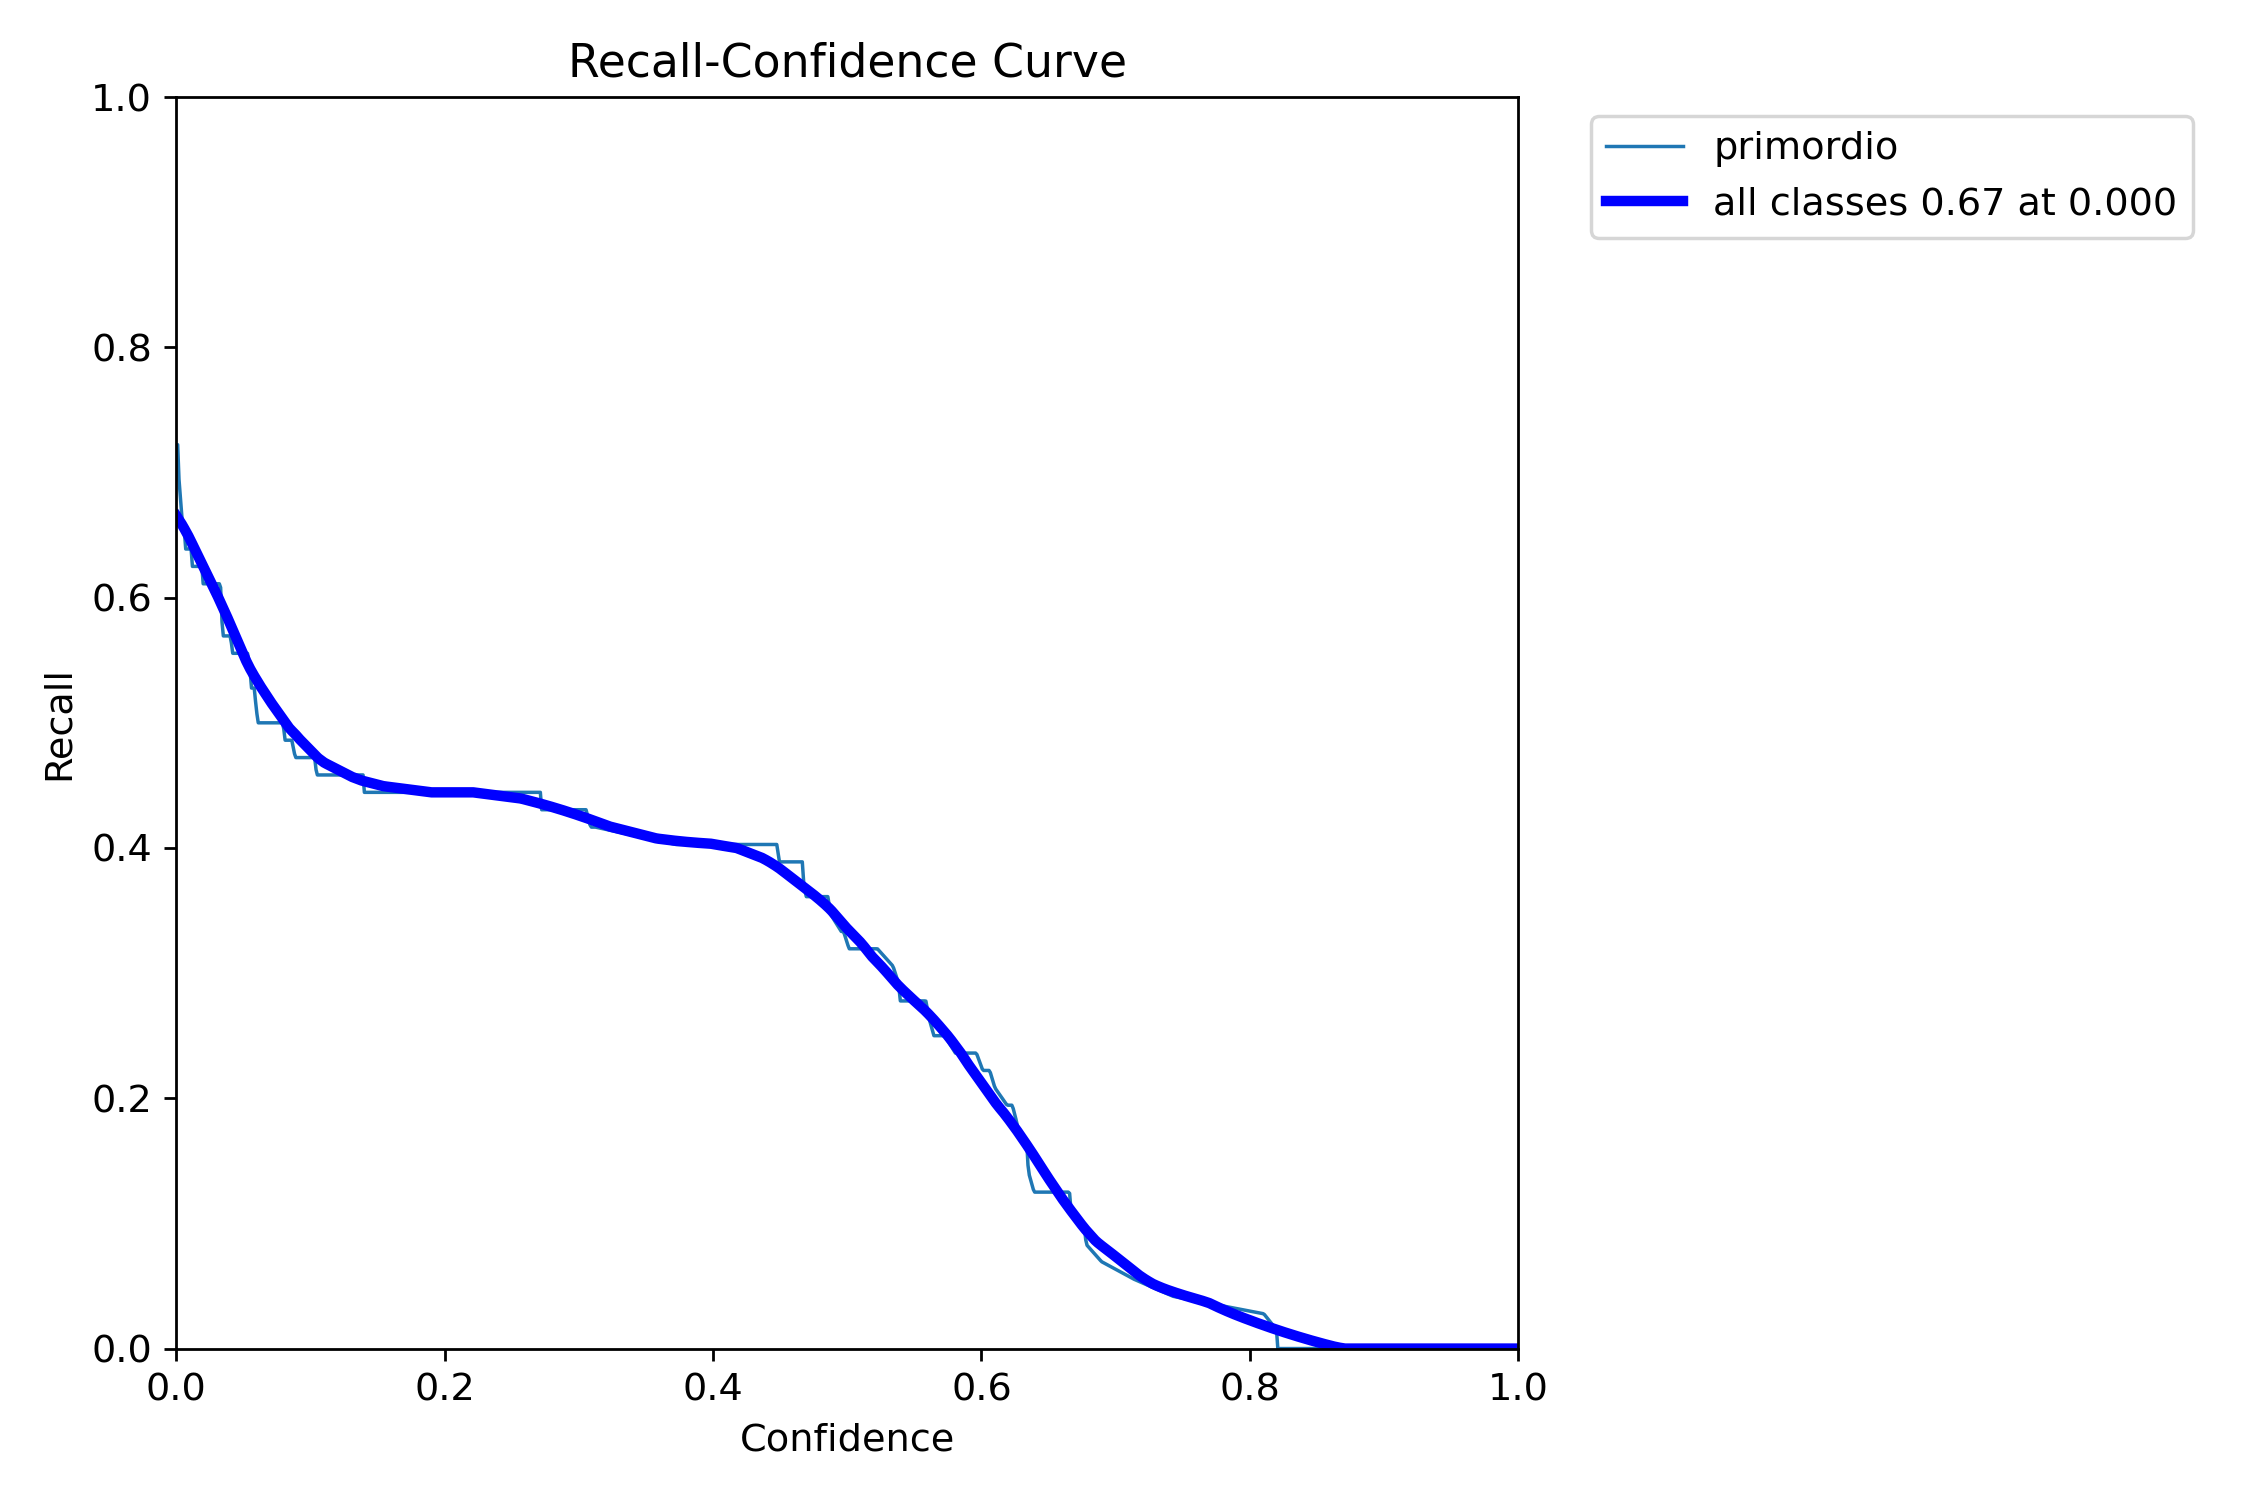 Recall-Confidence Curve
primordio
all classes 0.67 at 0.000
Recall
1.0
0.8
0.6
0.4
0.2
0.0
0.0 0.2 0.4 0.6 0.8 1.0
Confidence